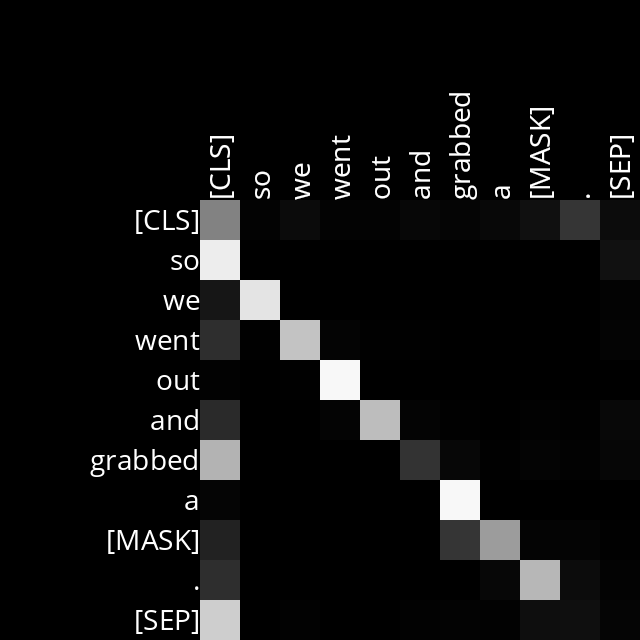 [CLS] so we went out and grabbed a [MASK] . [SEP]
[CLS]
so
we
went
out
and
grabbed
a
[MASK]
.
[SEP]